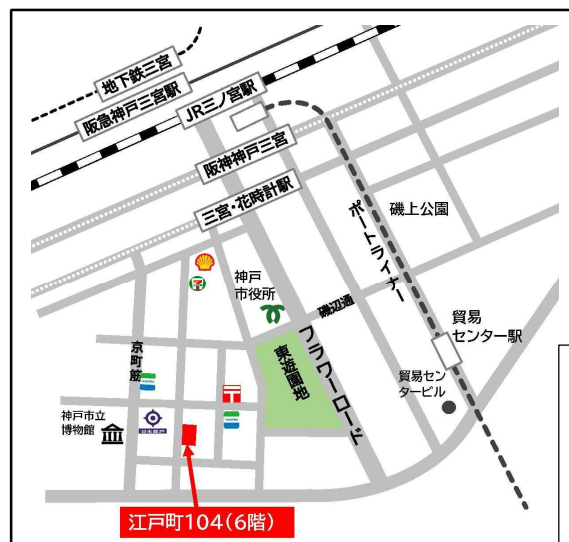 地下鉄三宮
阪急神戸三宮駅
JR三ノ宮駅
阪神神戸三宮
三宮・花時計駅
ポートライナー
磯上公園
神戸
市役所
磯辺通
フラワーロード
東遊園地
貿易
センター駅
貿易セン
タービル
京町筋
神戸市立
博物館
江戸町104(6階)